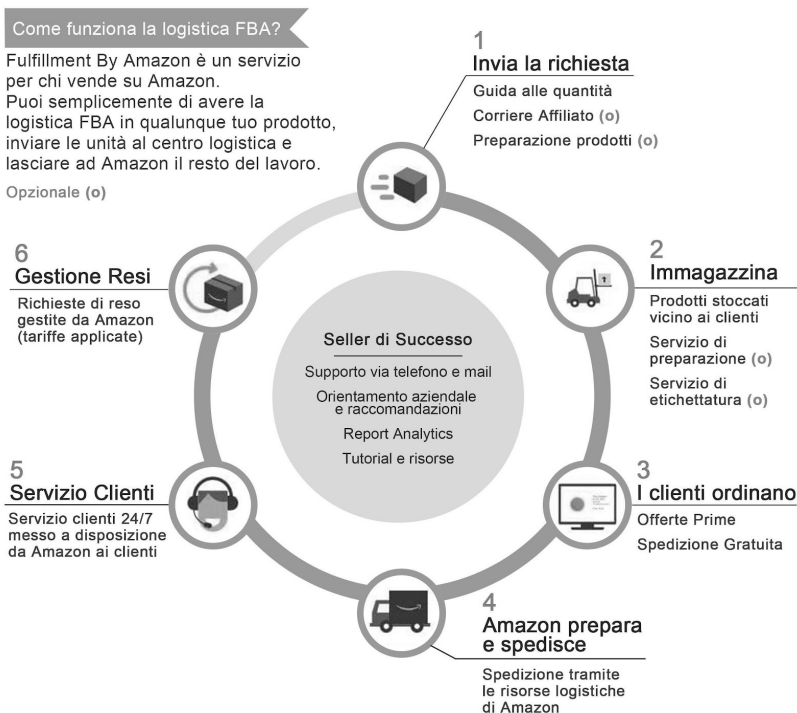 Come funziona la logistica FBA?
Fulfillment By Amazon è un servizio
per chi vende su Amazon.
Puoi semplicemente di avere la
logistica FBA in qualunque tuo prodotto,
inviare le unità al centro logistica e
lasciare ad Amazon il resto del lavoro.
Opzionale (o)
1
Invia la richiesta
Guida alle quantità
Corriere Affiliato (o)
Preparazione prodotti (o)
2
Immagazzina
Prodotti stoccati
vicino ai clienti
Servizio di
preparazione (o)
Servizio di
etichettatura (o)
3
I clienti ordinano
Offerte Prime
Spedizione Gratuita
4
Amazon prepara
e spedisce
Spedizione tramite
le risorse logistiche
di Amazon
5
Servizio Clienti
Servizio clienti 24/7
messo a disposizione
da Amazon ai clienti
6
Gestione Resi
Richieste di reso
gestite da Amazon
(tariffe applicate)
Seller di Successo
Supporto via telefono e mail
Orientamento aziendale
e raccomandazioni
Report Analytics
Tutorial e risorse